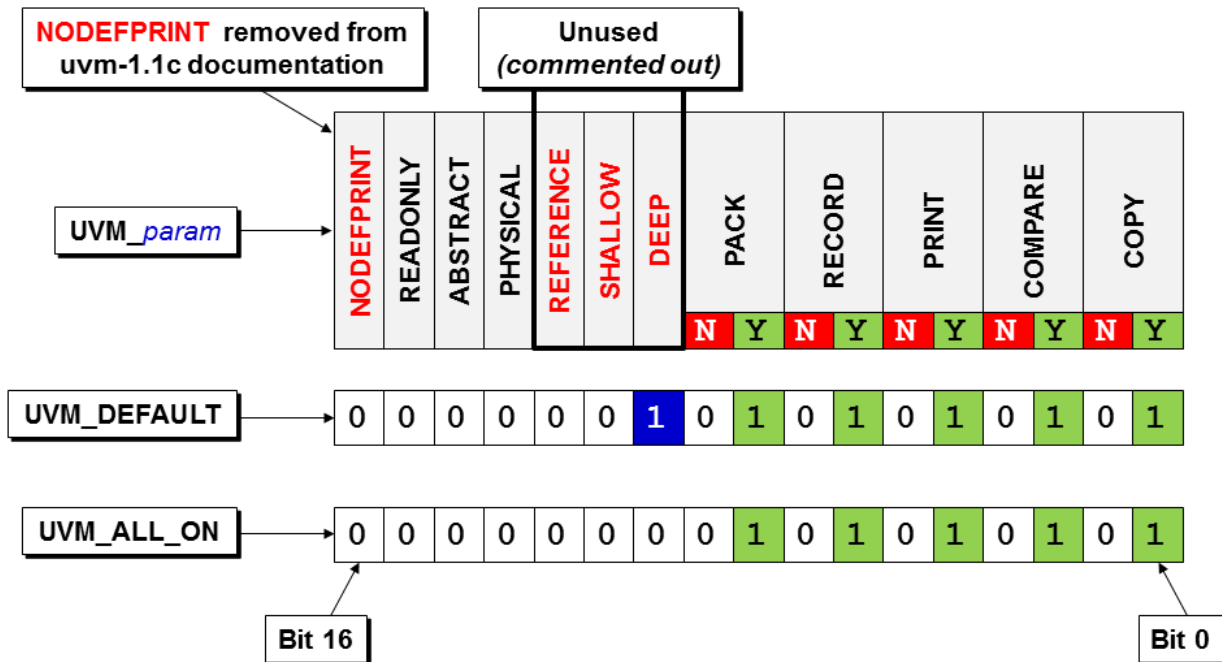 NODEFPRINT removed from
uvm-1.1c documentation
Unused
(commented out)
UVM_param
NODEFPRINT
READONLY
ABSTRACT
PHYSICAL
REFERENCE
SHALLOW
DEEP
PACK
RECORD
PRINT
COMPARE
COPY
N Y N Y N Y N Y N Y
UVM_DEFAULT
0 0 0 0 0 0 1 0 1 0 1 0 1 0 1 0 1
UVM_ALL_ON
0 0 0 0 0 0 0 0 1 0 1 0 1 0 1 0 1
Bit 16
Bit 0